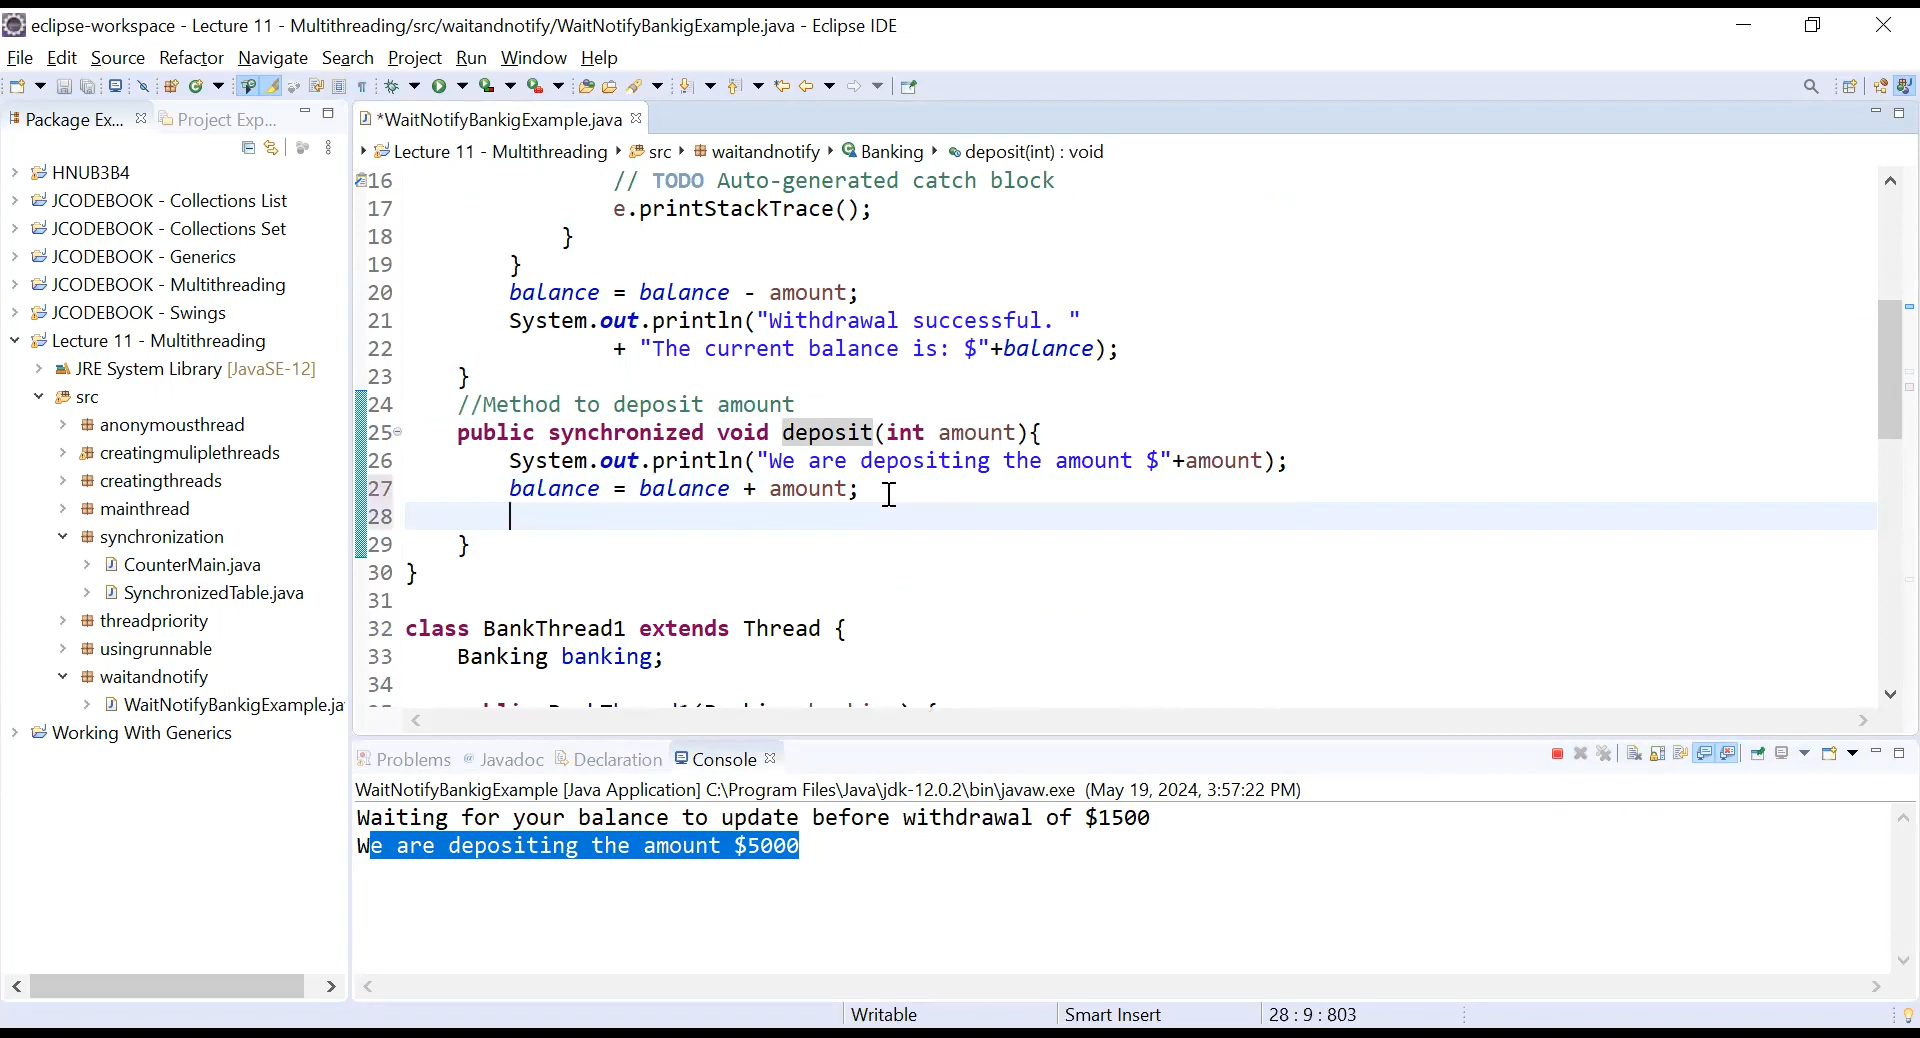 eclipse-workspace - Lecture 11 - Multithreading/src/waitandnotify/WaitNotifyBankigExample.java - Eclipse IDE
File Edit Source Refactor Navigate Search Project Run Window Help
Package Ex... Project Exp...
HNUB3B4
JCODEBOOK - Collections List
JCODEBOOK - Collections Set
JCODEBOOK - Generics
JCODEBOOK - Multithreading
JCODEBOOK - Swings
Lecture 11 - Multithreading
JRE System Library [JavaSE-12]
src
anonymousthread
creatingmuliplethreads
creatingthreads
mainthread
synchronization
CounterMain.java
SynchronizedTable.java
threadpriority
usingrunnable
waitandnotify
WaitNotifyBankigExample.ja
Working With Generics
*WaitNotifyBankigExample.java
Lecture 11 - Multithreading src waitandnotify Banking deposit(int) : void
16 // TODO Auto-generated catch block
17 e.printStackTrace();
18 }
19 }
20 balance = balance - amount;
21 System.out.println("Withdrawal successful. "
22 + "The current balance is: $"+balance);
23 }
24 //Method to deposit amount
25 public synchronized void deposit(int amount){
26 System.out.println("We are depositing the amount $"+amount);
27 balance = balance + amount;
28
29 }
30 }
31
32 class BankThread1 extends Thread {
33 Banking banking;
34
Problems Javadoc Declaration Console
WaitNotifyBankigExample [Java Application] C:\Program Files\Java\jdk-12.0.2\bin\javaw.exe (May 19, 2024, 3:57:22 PM)
Waiting for your balance to update before withdrawal of $1500
We are depositing the amount $5000
Writable Smart Insert 28 : 9 : 803